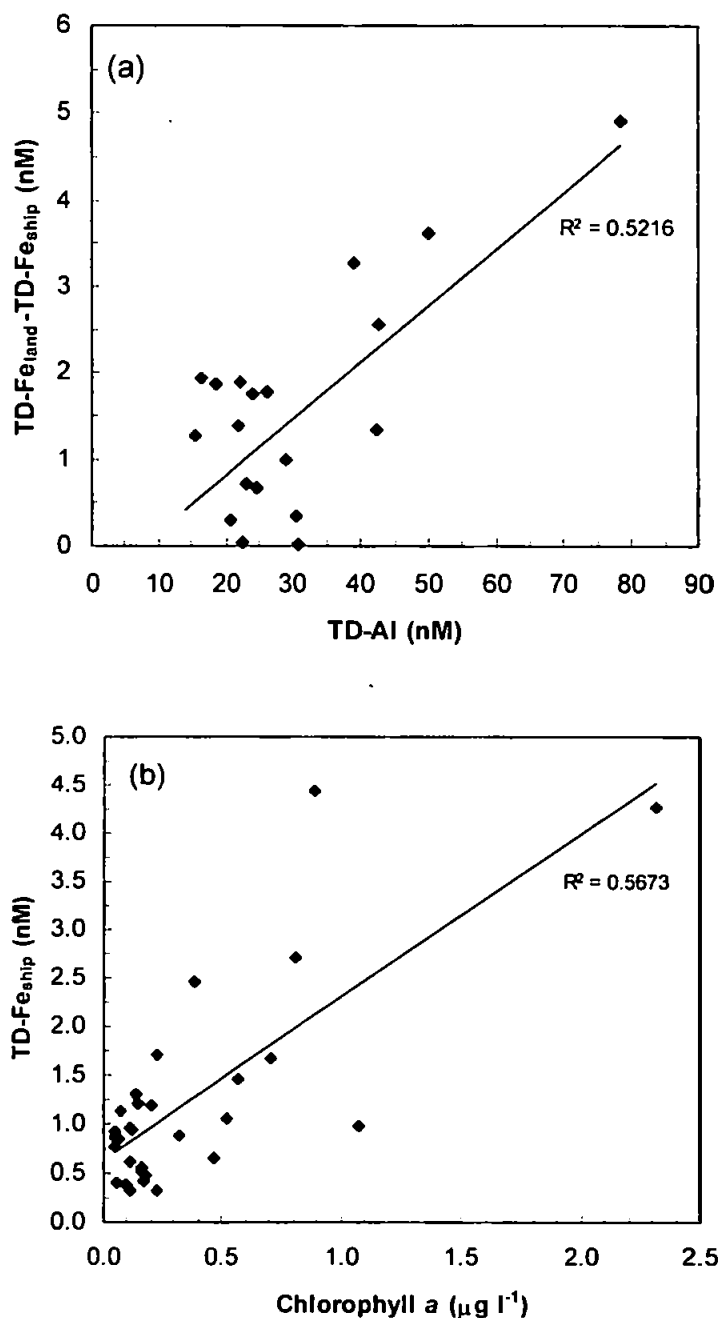 (a)
TD-Fe_land-TD-Fe_ship (nM)
6
5
4
3
2
1
0
R² = 0.5216
0 10 20 30 40 50 60 70 80 90
TD-Al (nM)
(b)
TD-Fe_ship (nM)
5.0
4.5
4.0
3.5
3.0
2.5
2.0
1.5
1.0
0.5
0.0
R² = 0.5673
0.0 0.5 1.0 1.5 2.0 2.5
Chlorophyll a (µg l⁻¹)